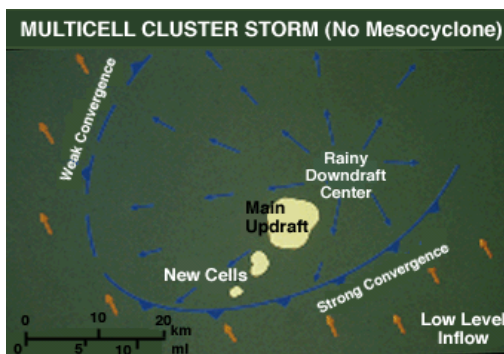 MULTICELL CLUSTER STORM (No Mesocyclone)
Weak Convergence
Rainy
Downdraft
Center
Main
Updraft
New Cells
Strong Convergence
Low Level
Inflow
0 10 20
km
0 5 10 ml